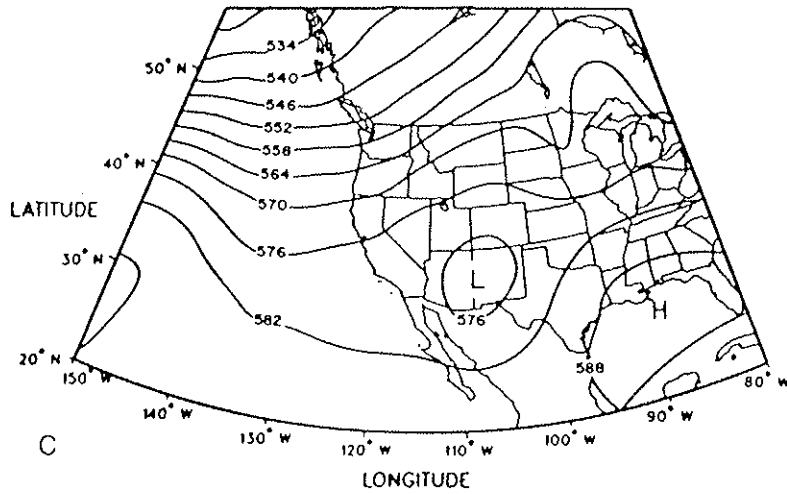 534
50° N
540
546
552
558
40° N
564
570
LATITUDE
576
30° N
L
582
576
H
20° N
588
150° W
80° W
140° W
90° W
130° W
100° W
120° W
110° W
C
LONGITUDE